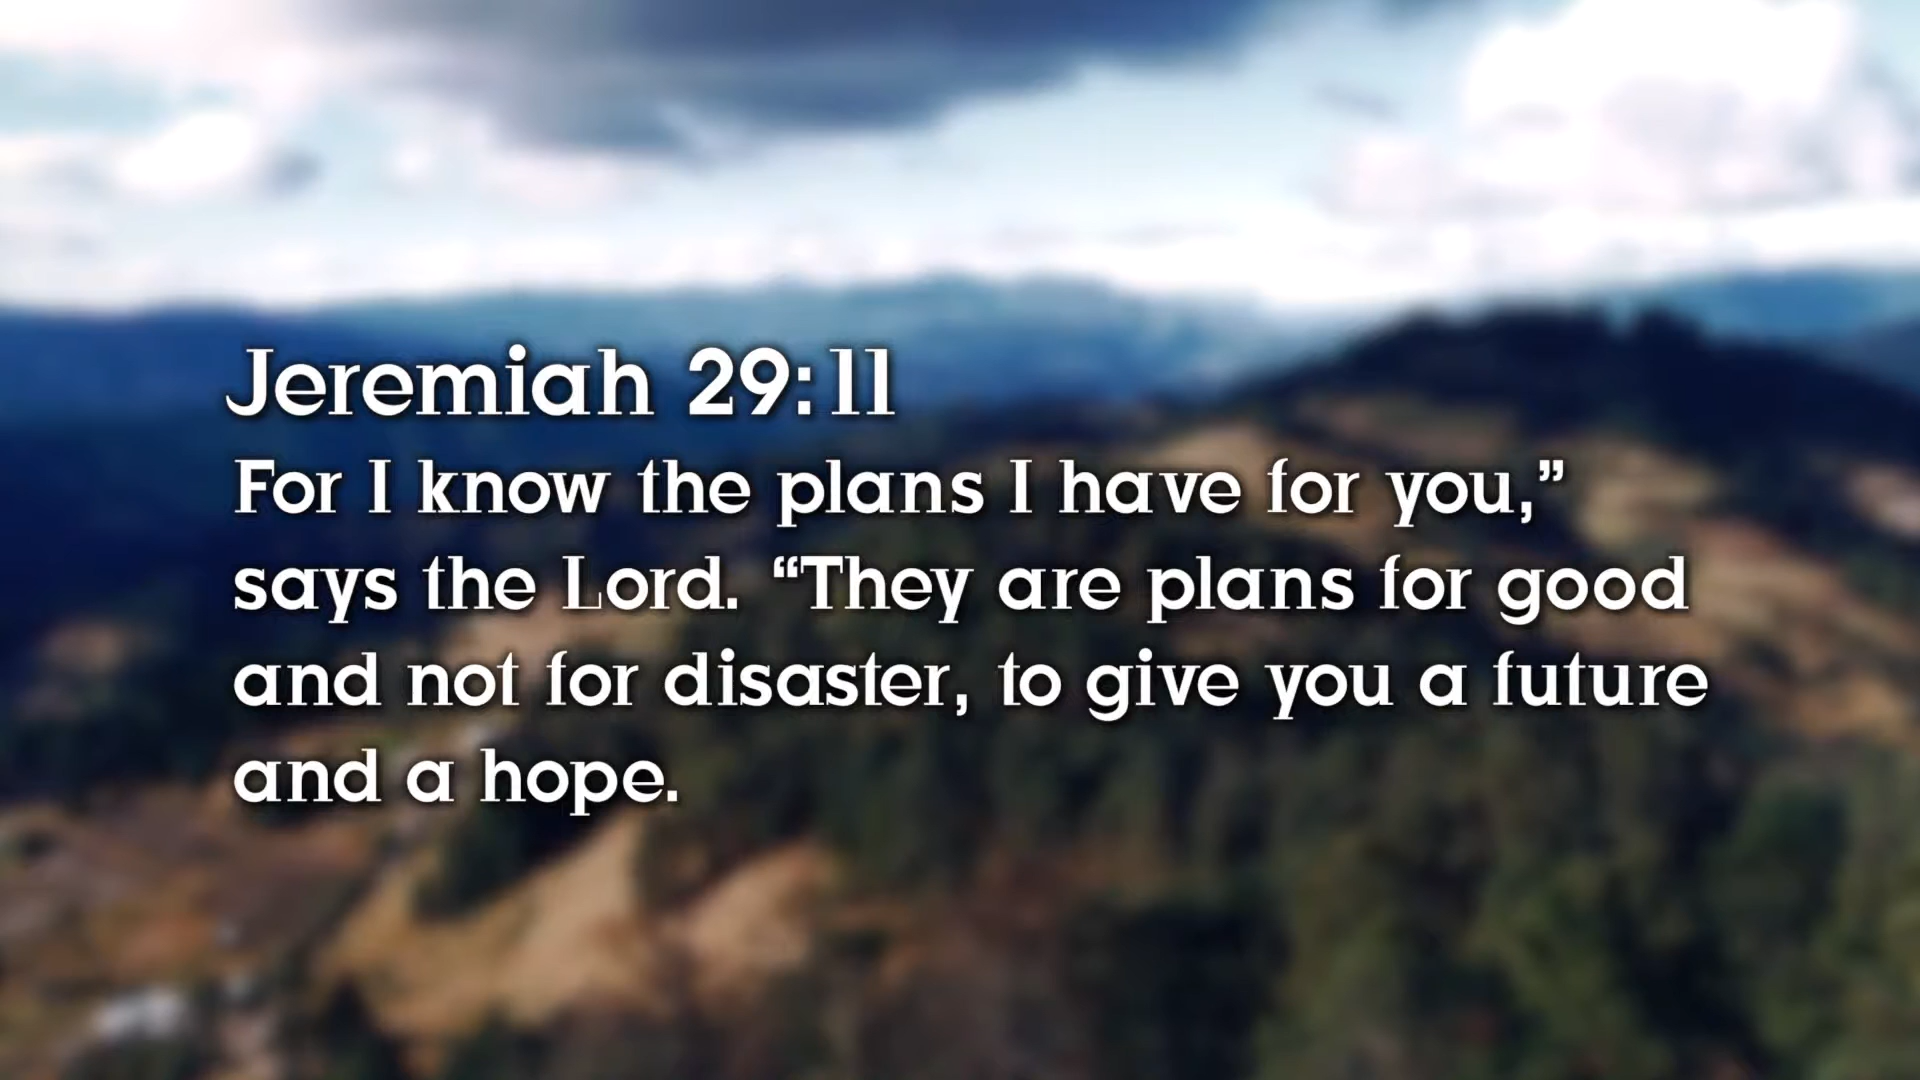 Jeremiah 29:11
For I know the plans I have for you,”
says the Lord. “They are plans for good
and not for disaster, to give you a future
and a hope.